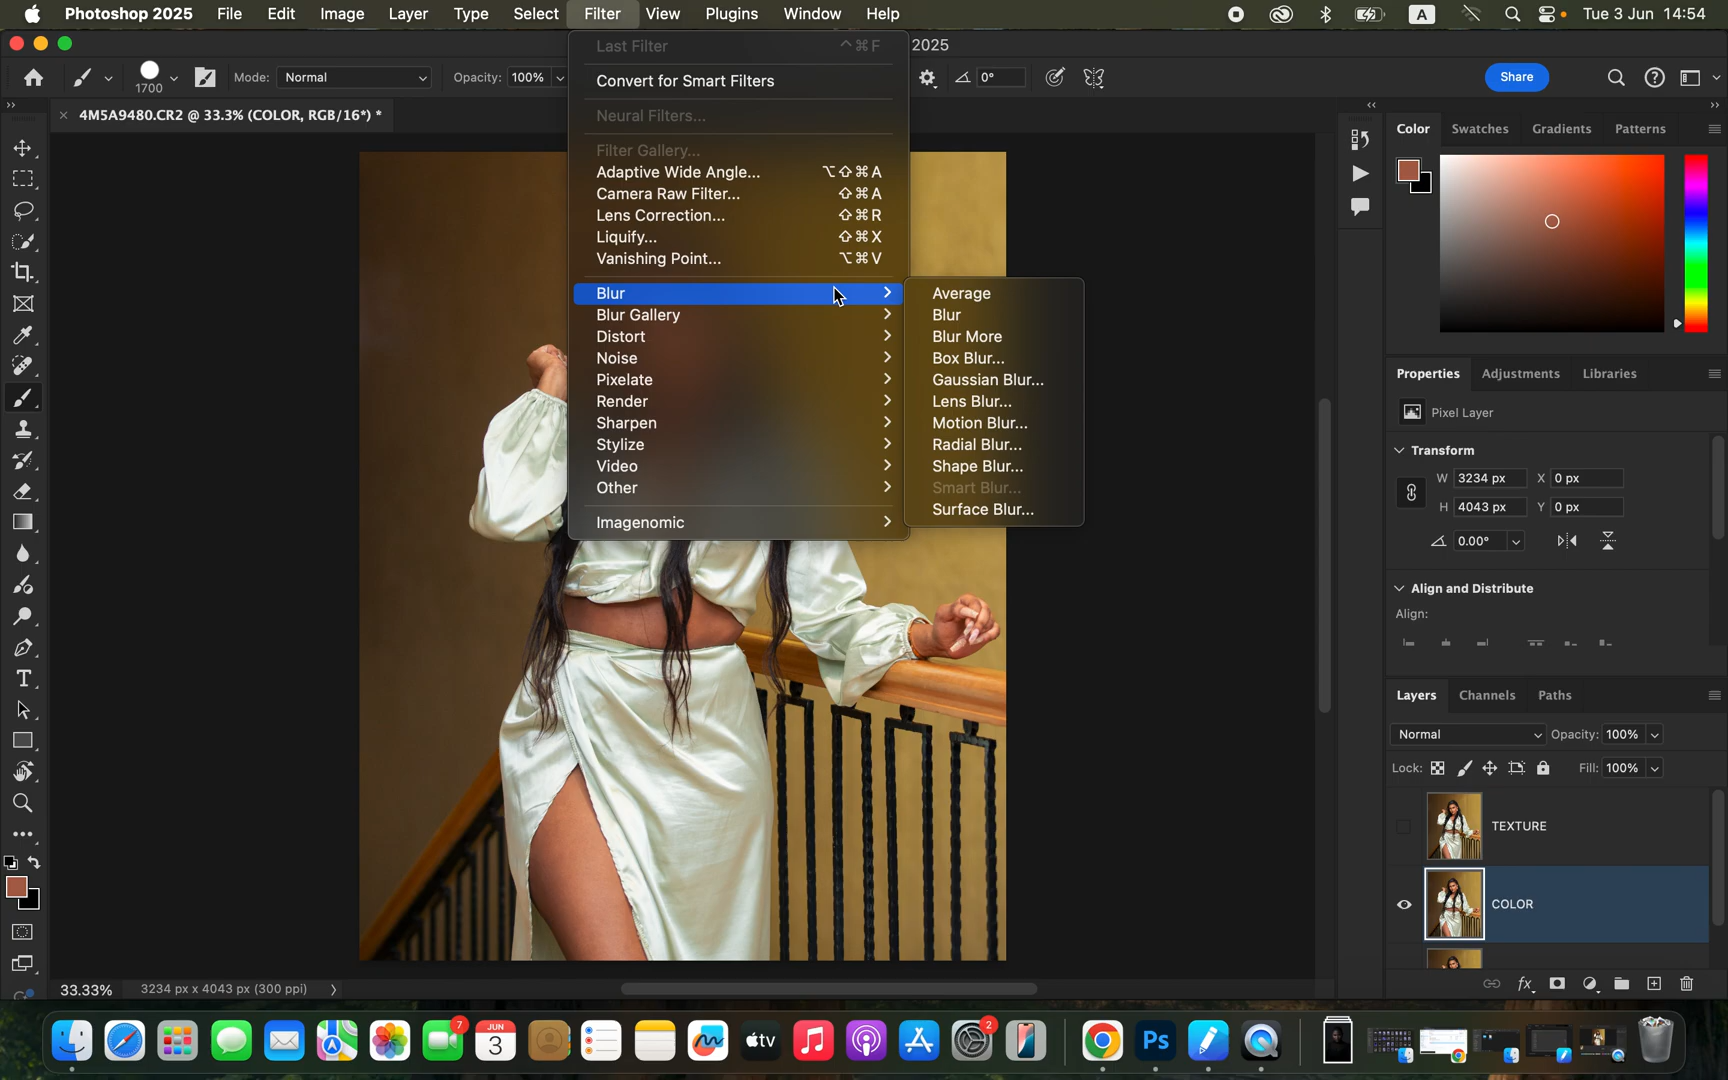 Photoshop 2025 File Edit Image Layer Type Select Filter View Plugins Window Help A Tue 3 Jun 14:54
2025
1700 Mode: Normal Opacity: 100% 0° Share
× 4M5A9480.CR2 @ 33.3% (COLOR, RGB/16*) *
Last Filter ^⌘F
Convert for Smart Filters
Neural Filters...
Filter Gallery...
Adaptive Wide Angle... ⌥⇧⌘A
Camera Raw Filter... ⇧⌘A
Lens Correction... ⇧⌘R
Liquify... ⇧⌘X
Vanishing Point... ⌥⌘V
Blur
Blur Gallery
Distort
Noise
Pixelate
Render
Sharpen
Stylize
Video
Other
Imagenomic
Average
Blur
Blur More
Box Blur...
Gaussian Blur...
Lens Blur...
Motion Blur...
Radial Blur...
Shape Blur...
Smart Blur...
Surface Blur...
Color Swatches Gradients Patterns
Properties Adjustments Libraries
Pixel Layer
Transform
W 3234 px X 0 px
H 4043 px Y 0 px
0.00°
Align and Distribute
Align:
Layers Channels Paths
Normal Opacity: 100%
Lock: Fill: 100%
TEXTURE
COLOR
fx
33.33% 3234 px x 4043 px (300 ppi)
7 JUN 3 tv 2 Ps